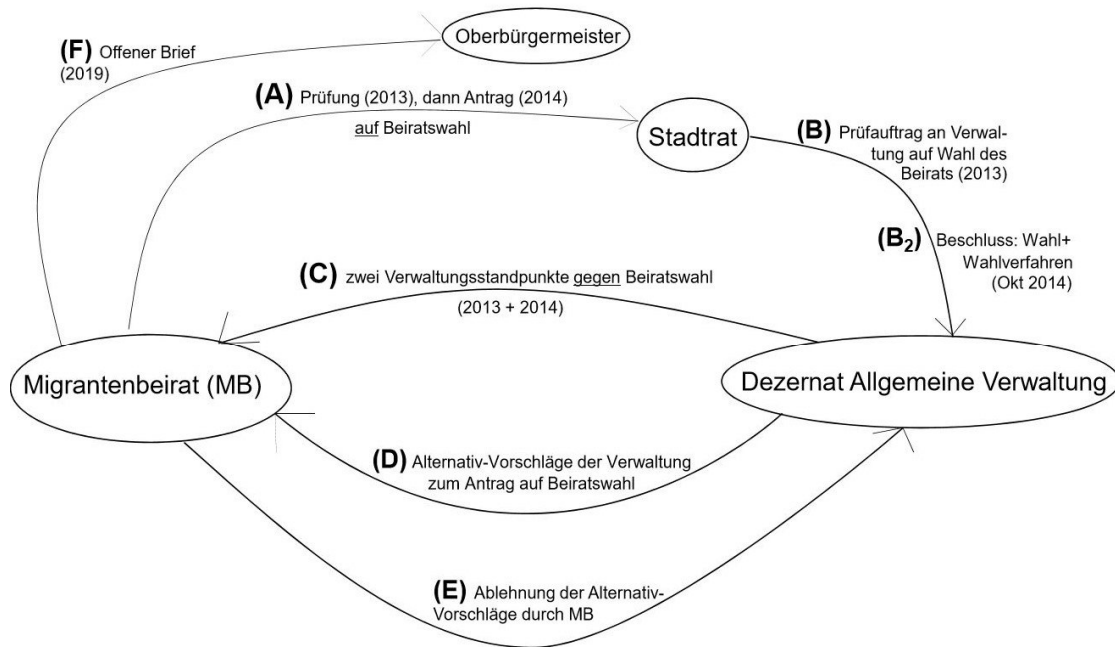 Oberbürgermeister
(F) Offener Brief
(2019)
(A) Prüfung (2013), dann Antrag (2014)
auf Beiratswahl
Stadtrat
(B) Prüfauftrag an Verwal-
tung auf Wahl des
Beirats (2013)
(B₂) Beschluss: Wahl+
Wahlverfahren
(Okt 2014)
(C) zwei Verwaltungsstandpunkte gegen Beiratswahl
(2013 + 2014)
Migrantenbeirat (MB)
Dezernat Allgemeine Verwaltung
(D) Alternativ-Vorschläge der Verwaltung
zum Antrag auf Beiratswahl
(E) Ablehnung der Alternativ-
Vorschläge durch MB